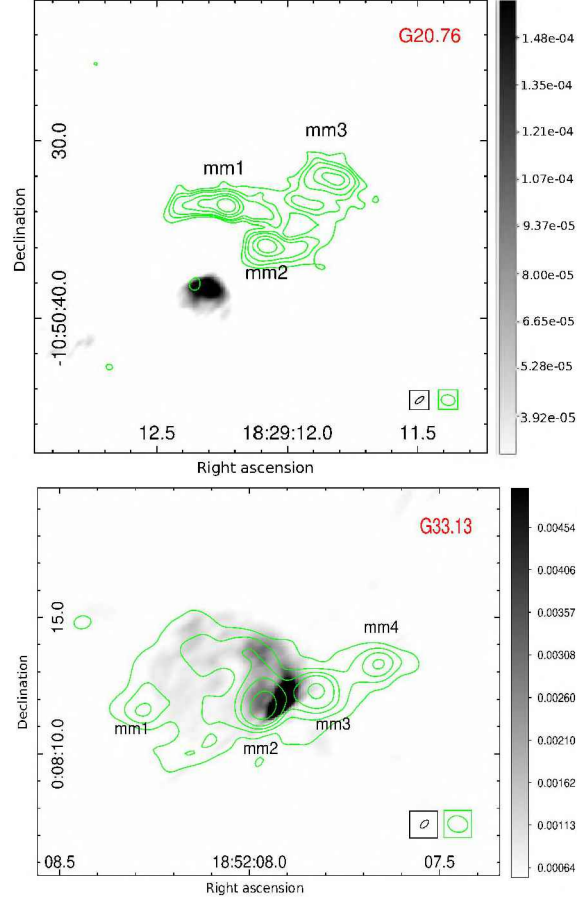 G20.76
1.48e-04
1.35e-04
1.21e-04
1.07e-04
9.37e-05
8.00e-05
6.65e-05
5.28e-05
3.92e-05
mm3
mm1
mm2
30.0
-10:50:40.0
Declination
12.5 18:29:12.0 11.5
Right ascension
G33.13
0.00454
0.00406
0.00357
0.00308
0.00260
0.00210
0.00162
0.00113
0.00064
mm4
mm3
mm1
mm2
15.0
0:08:10.0
Declination
08.5 18:52:08.0 07.5
Right ascension